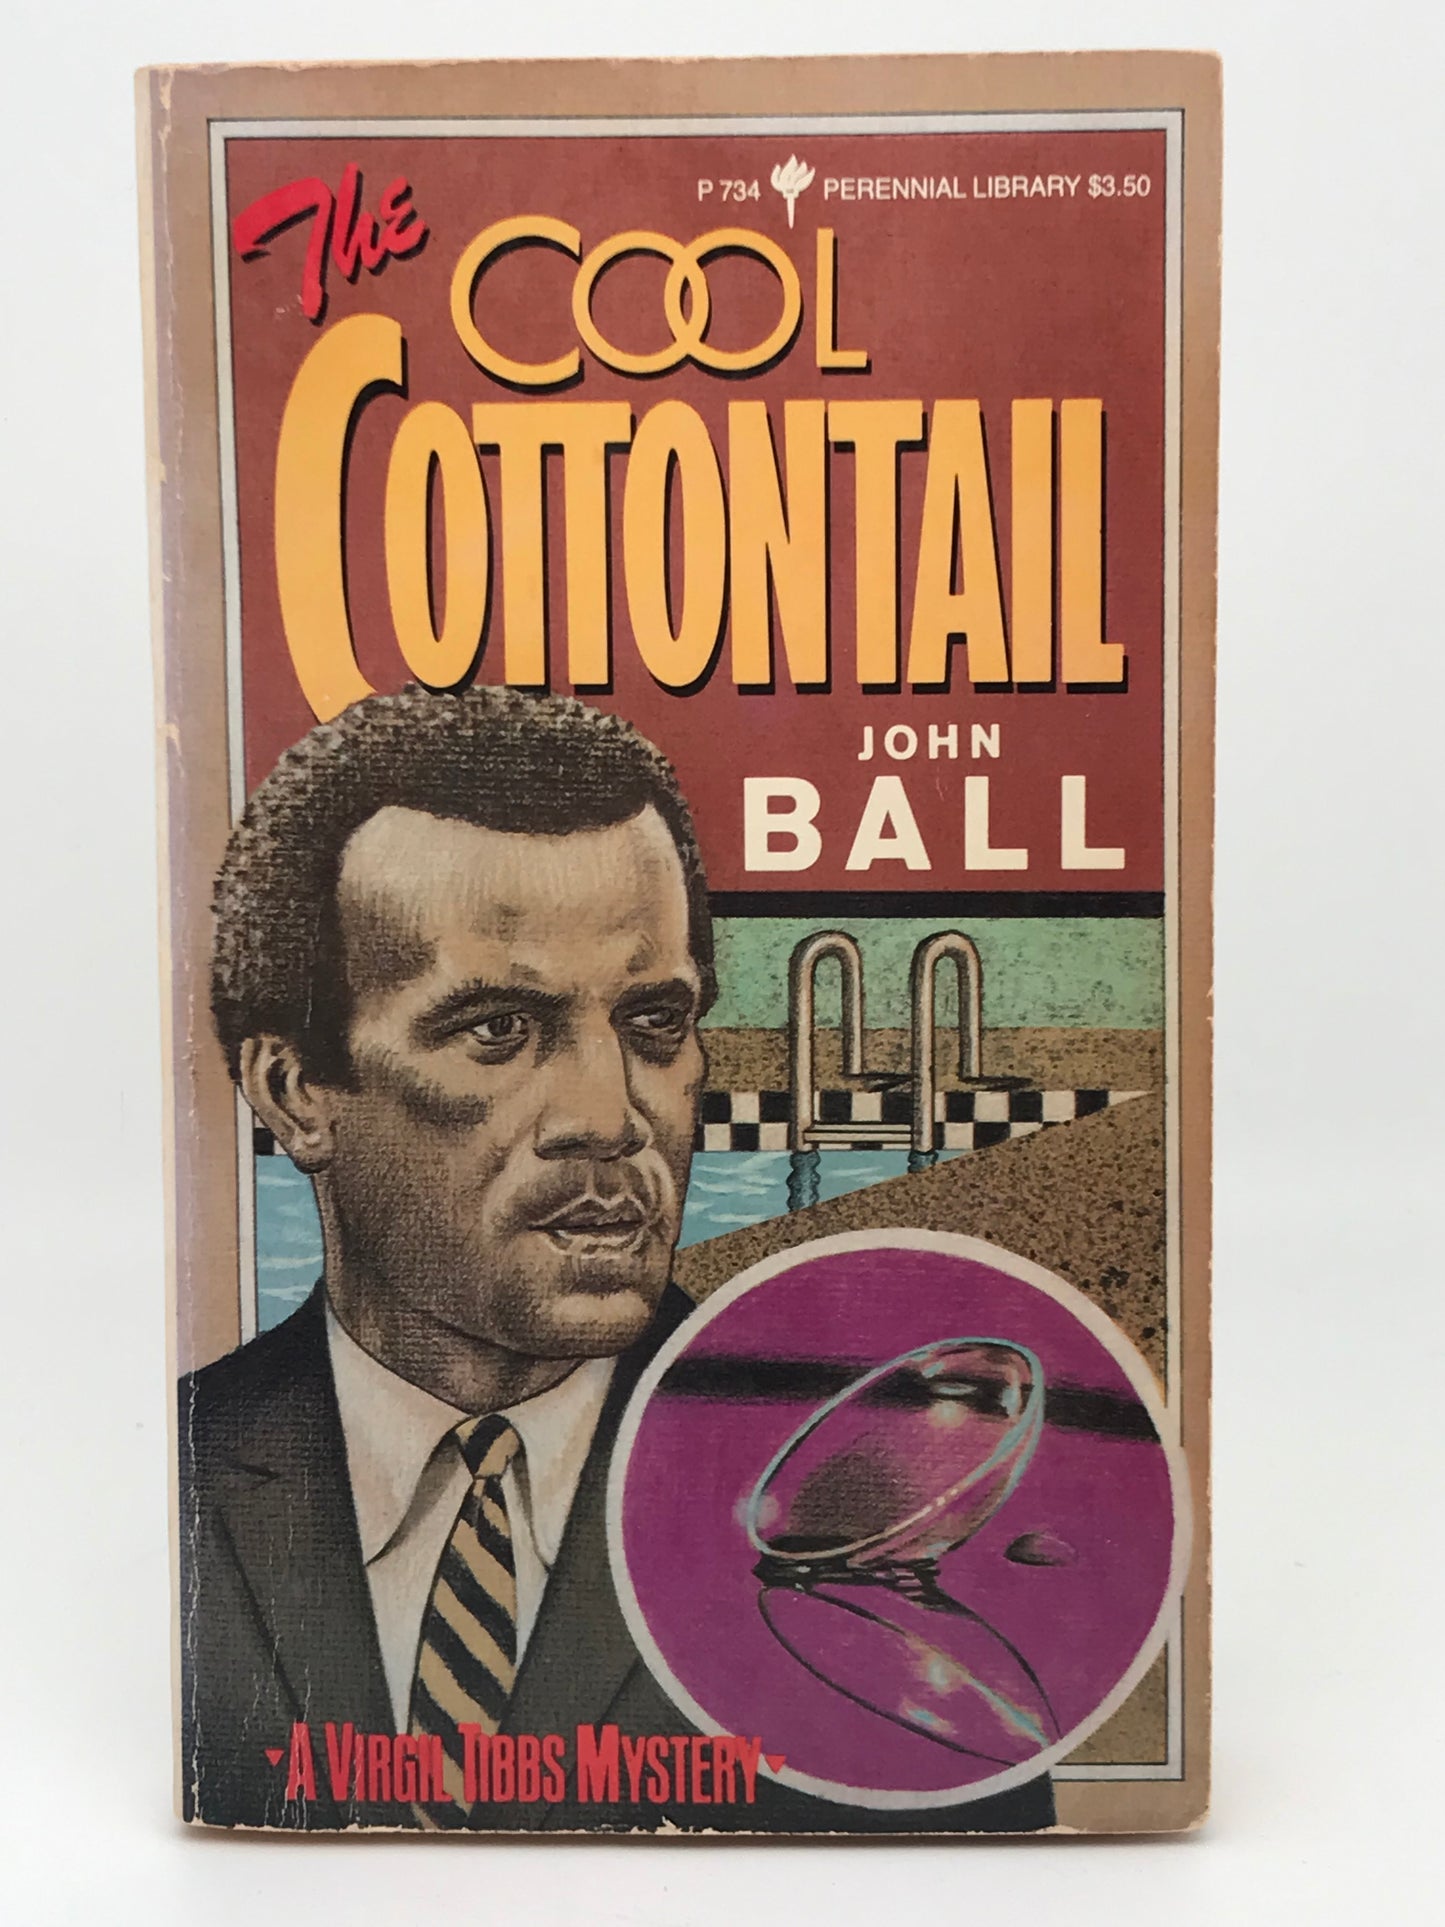 P 734 PERENNIAL LIBRARY $3.50
The
COOL
COTTONTAIL
JOHN
BALL
A VIRGIL TIBBS MYSTERY